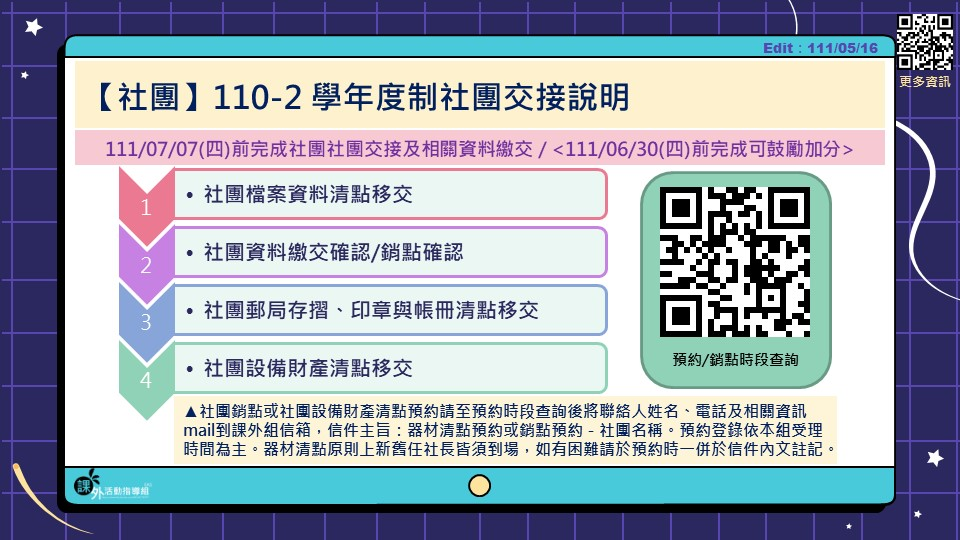 Edit：111/05/16
更多資訊
【社團】110-2 學年度制社團交接說明
111/07/07(四)前完成社團社團交接及相關資料繳交 / <111/06/30(四)前完成可鼓勵加分>
1
• 社團檔案資料清點移交
2
• 社團資料繳交確認/銷點確認
3
• 社團郵局存摺、印章與帳冊清點移交
4
• 社團設備財產清點移交
預約/銷點時段查詢
▲社團銷點或社團設備財產清點預約請至預約時段查詢後將聯絡人姓名、電話及相關資訊
mail到課外組信箱，信件主旨：器材清點預約或銷點預約－社團名稱。預約登錄依本組受理
時間為主。器材清點原則上新舊任社長皆須到場，如有困難請於預約時一併於信件內文註記。
課外活動指導組